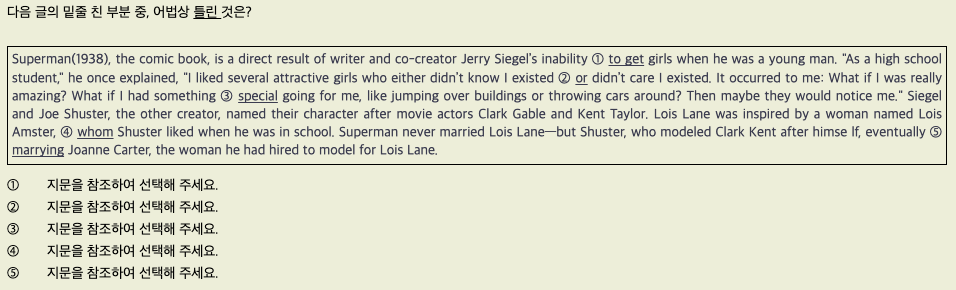 다음 글의 밑줄 친 부분 중, 어법상 틀린 것은?
Superman(1938), the comic book, is a direct result of writer and co-creator Jerry Siegel's inability ① to get girls when he was a young man. "As a high school
student," he once explained, "I liked several attractive girls who either didn't know I existed ② or didn't care I existed. It occurred to me: What if I was really
amazing? What if I had something ③ special going for me, like jumping over buildings or throwing cars around? Then maybe they would notice me." Siegel
and Joe Shuster, the other creator, named their character after movie actors Clark Gable and Kent Taylor. Lois Lane was inspired by a woman named Lois
Amster, ④ whom Shuster liked when he was in school. Superman never married Lois Lane—but Shuster, who modeled Clark Kent after himse lf, eventually ⑤
marrying Joanne Carter, the woman he had hired to model for Lois Lane.
① 지문을 참조하여 선택해 주세요.
② 지문을 참조하여 선택해 주세요.
③ 지문을 참조하여 선택해 주세요.
④ 지문을 참조하여 선택해 주세요.
⑤ 지문을 참조하여 선택해 주세요.